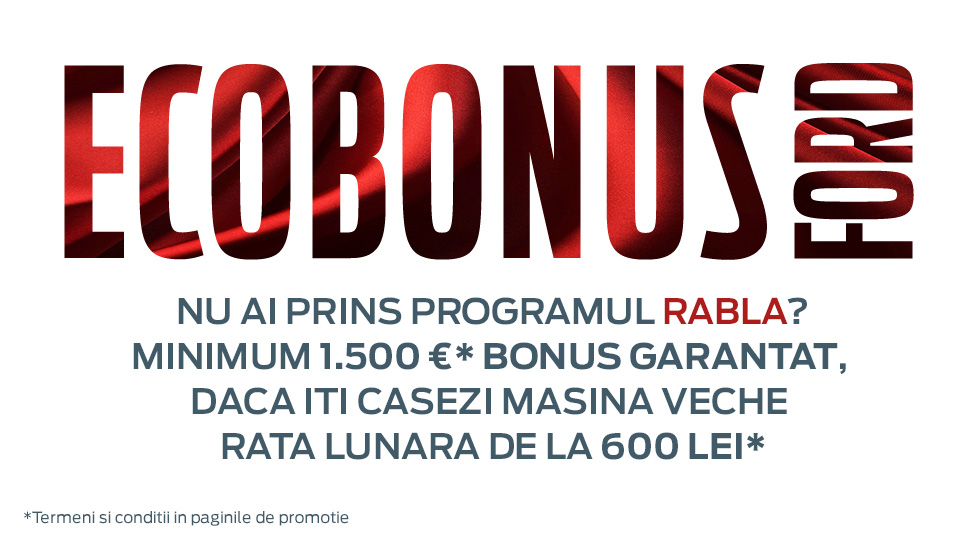 ECOBONUS FORD
NU AI PRINS PROGRAMUL RABLA?
MINIMUM 1.500 €* BONUS GARANTAT,
DACA ITI CASEZI MASINA VECHE
RATA LUNARA DE LA 600 LEI*
*Termeni si conditii in paginile de promotie